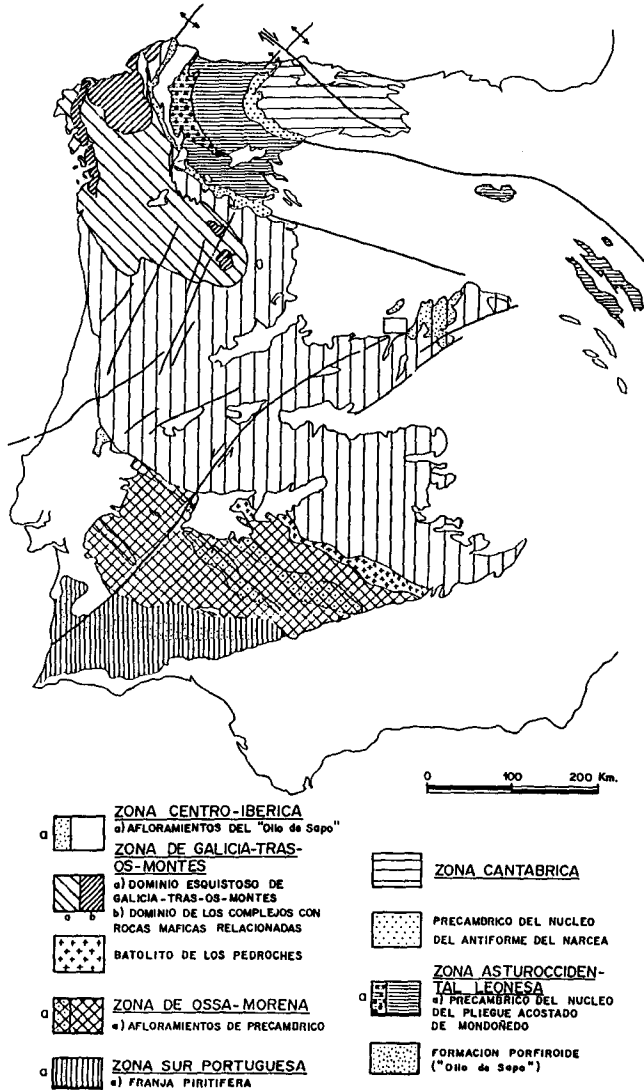 0 100 200 Km.
a
ZONA CENTRO-IBERICA
a) AFLORAMIENTOS DEL "Ollo de Sapo"
ZONA DE GALICIA-TRAS-
OS-MONTES
a b
a) DOMINIO ESQUISTOSO DE
GALICIA-TRAS-OS-MONTES
b) DOMINIO DE LOS COMPLEJOS CON
ROCAS MAFICAS RELACIONADAS
BATOLITO DE LOS PEDROCHES
a
ZONA DE OSSA-MORENA
a) AFLORAMIENTOS DE PRECAMBRICO
a
ZONA SUR PORTUGUESA
a) FRANJA PIRITIFERA
ZONA CANTABRICA
PRECAMBRICO DEL NUCLEO
DEL ANTIFORME DEL NARCEA
a
ZONA ASTUROCCIDEN-
TAL LEONESA
a) PRECAMBRICO DEL NUCLEO
DEL PLIEGUE ACOSTADO
DE MONDOÑEDO
FORMACION PORFIROIDE
("Ollo de Sapo")